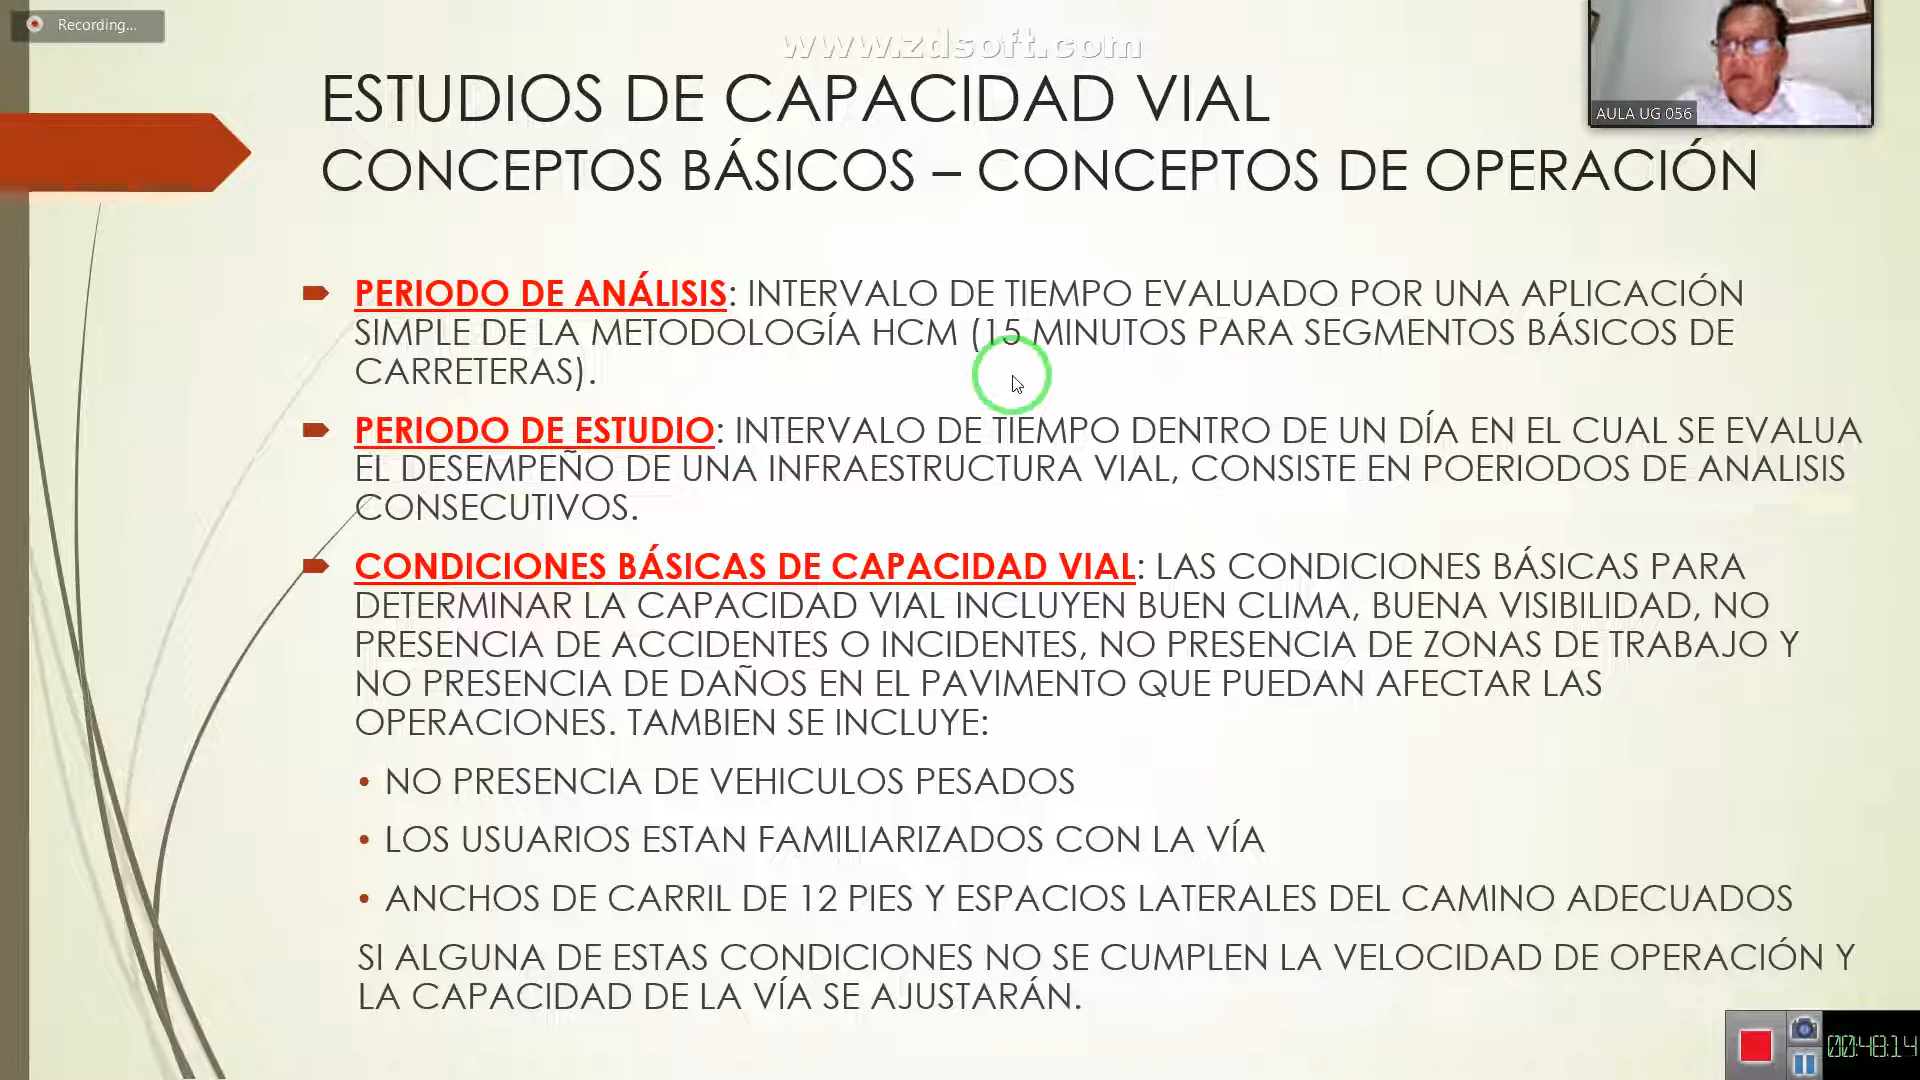 Recording...
www.zdsoft.com
AULA UG 056
ESTUDIOS DE CAPACIDAD VIAL
CONCEPTOS BÁSICOS – CONCEPTOS DE OPERACIÓN
PERIODO DE ANÁLISIS: INTERVALO DE TIEMPO EVALUADO POR UNA APLICACIÓN
SIMPLE DE LA METODOLOGÍA HCM (15 MINUTOS PARA SEGMENTOS BÁSICOS DE
CARRETERAS).
PERIODO DE ESTUDIO: INTERVALO DE TIEMPO DENTRO DE UN DÍA EN EL CUAL SE EVALUA
EL DESEMPEÑO DE UNA INFRAESTRUCTURA VIAL, CONSISTE EN POERIODOS DE ANALISIS
CONSECUTIVOS.
CONDICIONES BÁSICAS DE CAPACIDAD VIAL: LAS CONDICIONES BÁSICAS PARA
DETERMINAR LA CAPACIDAD VIAL INCLUYEN BUEN CLIMA, BUENA VISIBILIDAD, NO
PRESENCIA DE ACCIDENTES O INCIDENTES, NO PRESENCIA DE ZONAS DE TRABAJO Y
NO PRESENCIA DE DAÑOS EN EL PAVIMENTO QUE PUEDAN AFECTAR LAS
OPERACIONES. TAMBIEN SE INCLUYE:
• NO PRESENCIA DE VEHICULOS PESADOS
• LOS USUARIOS ESTAN FAMILIARIZADOS CON LA VÍA
• ANCHOS DE CARRIL DE 12 PIES Y ESPACIOS LATERALES DEL CAMINO ADECUADOS
SI ALGUNA DE ESTAS CONDICIONES NO SE CUMPLEN LA VELOCIDAD DE OPERACIÓN Y
LA CAPACIDAD DE LA VÍA SE AJUSTARÁN.
00:48:14